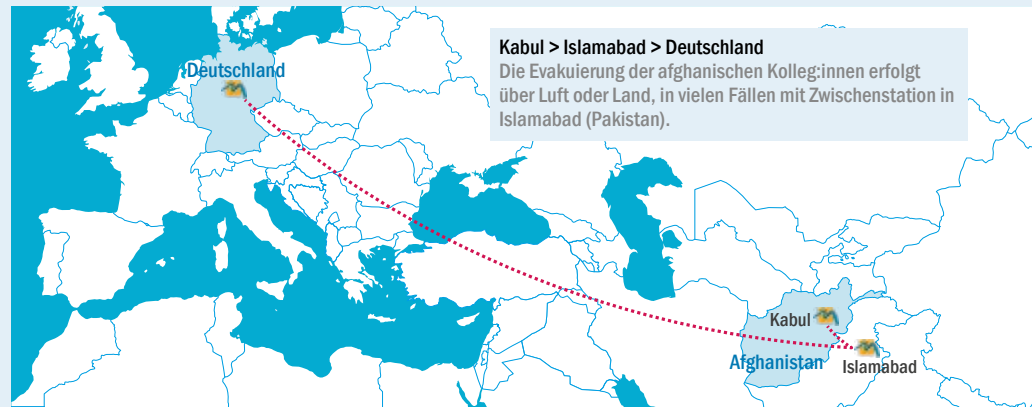 Kabul > Islamabad > Deutschland
Die Evakuierung der afghanischen Kolleg:innen erfolgt
über Luft oder Land, in vielen Fällen mit Zwischenstation in
Islamabad (Pakistan).
Deutschland
Kabul
Afghanistan
Islamabad